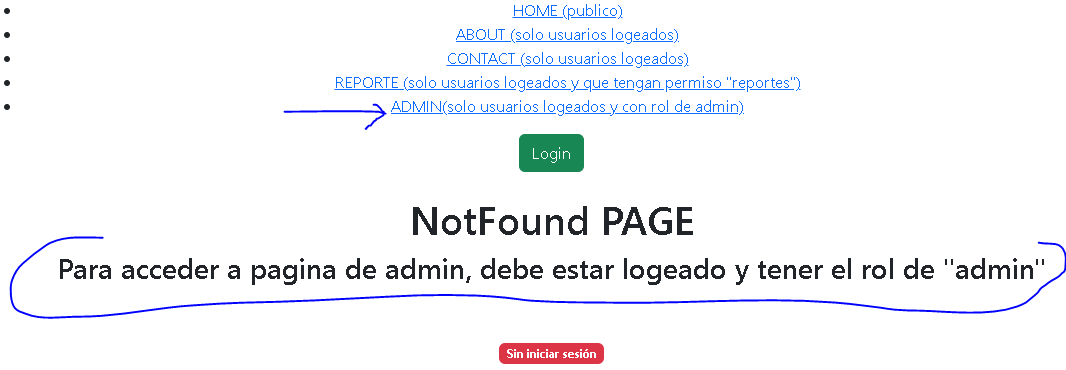 HOME (publico)
ABOUT (solo usuarios logeados)
CONTACT (solo usuarios logeados)
REPORTE (solo usuarios logeados y que tengan permiso "reportes")
ADMIN(solo usuarios logeados y con rol de admin)
Login
NotFound PAGE
Para acceder a pagina de admin, debe estar logeado y tener el rol de "admin"
Sin iniciar sesión